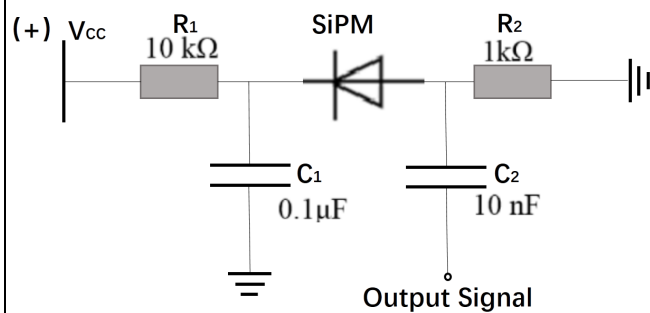 (+) Vcc
R1
10 kΩ
SiPM
R2
1kΩ
C1
0.1μF
C2
10 nF
Output Signal